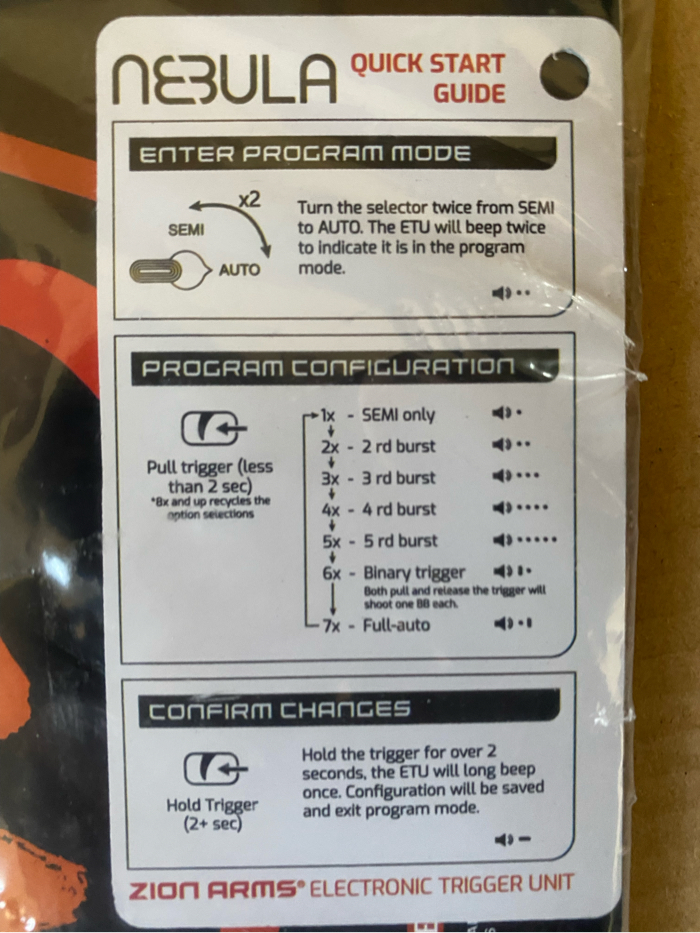 NEBULA
QUICK START
GUIDE
ENTER PROGRAM MODE
x2
SEMI
AUTO
Turn the selector twice from SEMI
to AUTO. The ETU will beep twice
to indicate it is in the program
mode.
PROGRAM CONFIGURATION
Pull trigger (less
than 2 sec)
*8x and up recycles the
option selections
1x - SEMI only
2x - 2 rd burst
3x - 3 rd burst
4x - 4 rd burst
5x - 5 rd burst
6x - Binary trigger
Both pull and release the trigger will
shoot one BB each.
7x - Full-auto
CONFIRM CHANGES
Hold Trigger
(2+ sec)
Hold the trigger for over 2
seconds, the ETU will long beep
once. Configuration will be saved
and exit program mode.
ZION ARMS® ELECTRONIC TRIGGER UNIT